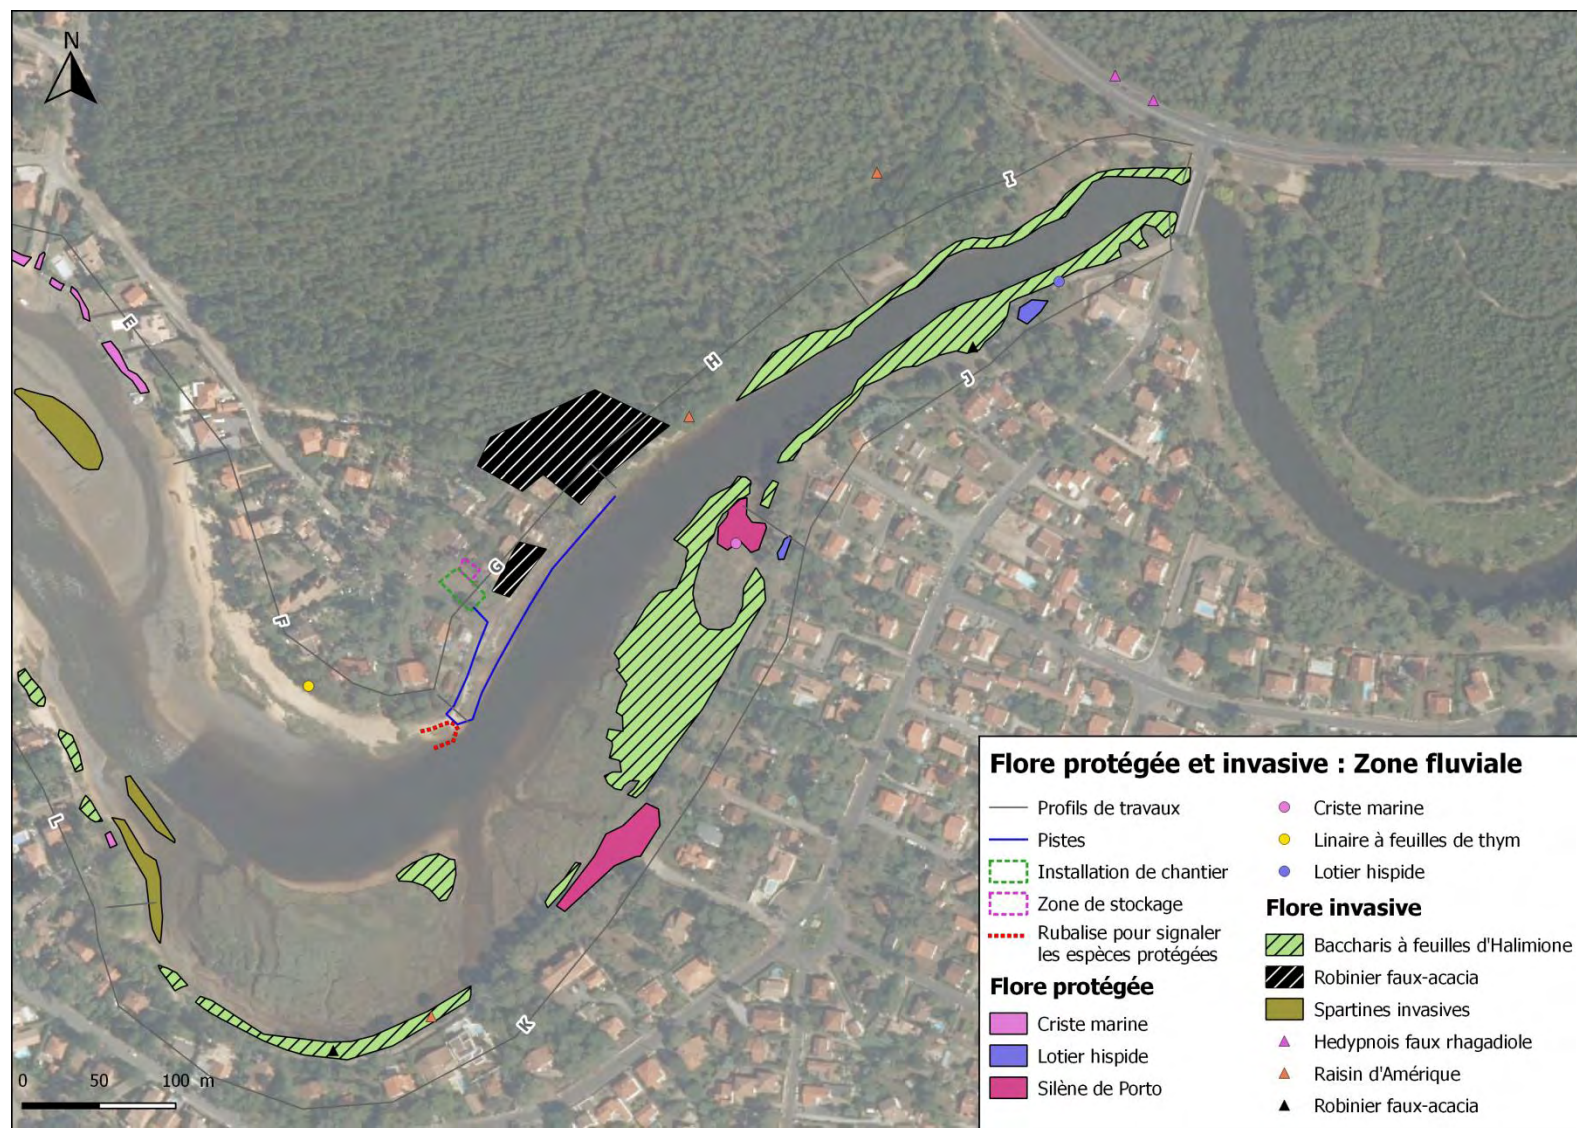 N
I
E
H
J
G
F
L
K
0 50 100 m
Flore protégée et invasive : Zone fluviale
Profils de travaux
Pistes
Installation de chantier
Zone de stockage
Rubalise pour signaler
les espèces protégées
Flore protégée
Criste marine
Lotier hispide
Silène de Porto
Criste marine
Linaire à feuilles de thym
Lotier hispide
Flore invasive
Baccharis à feuilles d'Halimione
Robinier faux-acacia
Spartines invasives
Hedypnois faux rhagadiole
Raisin d'Amérique
Robinier faux-acacia